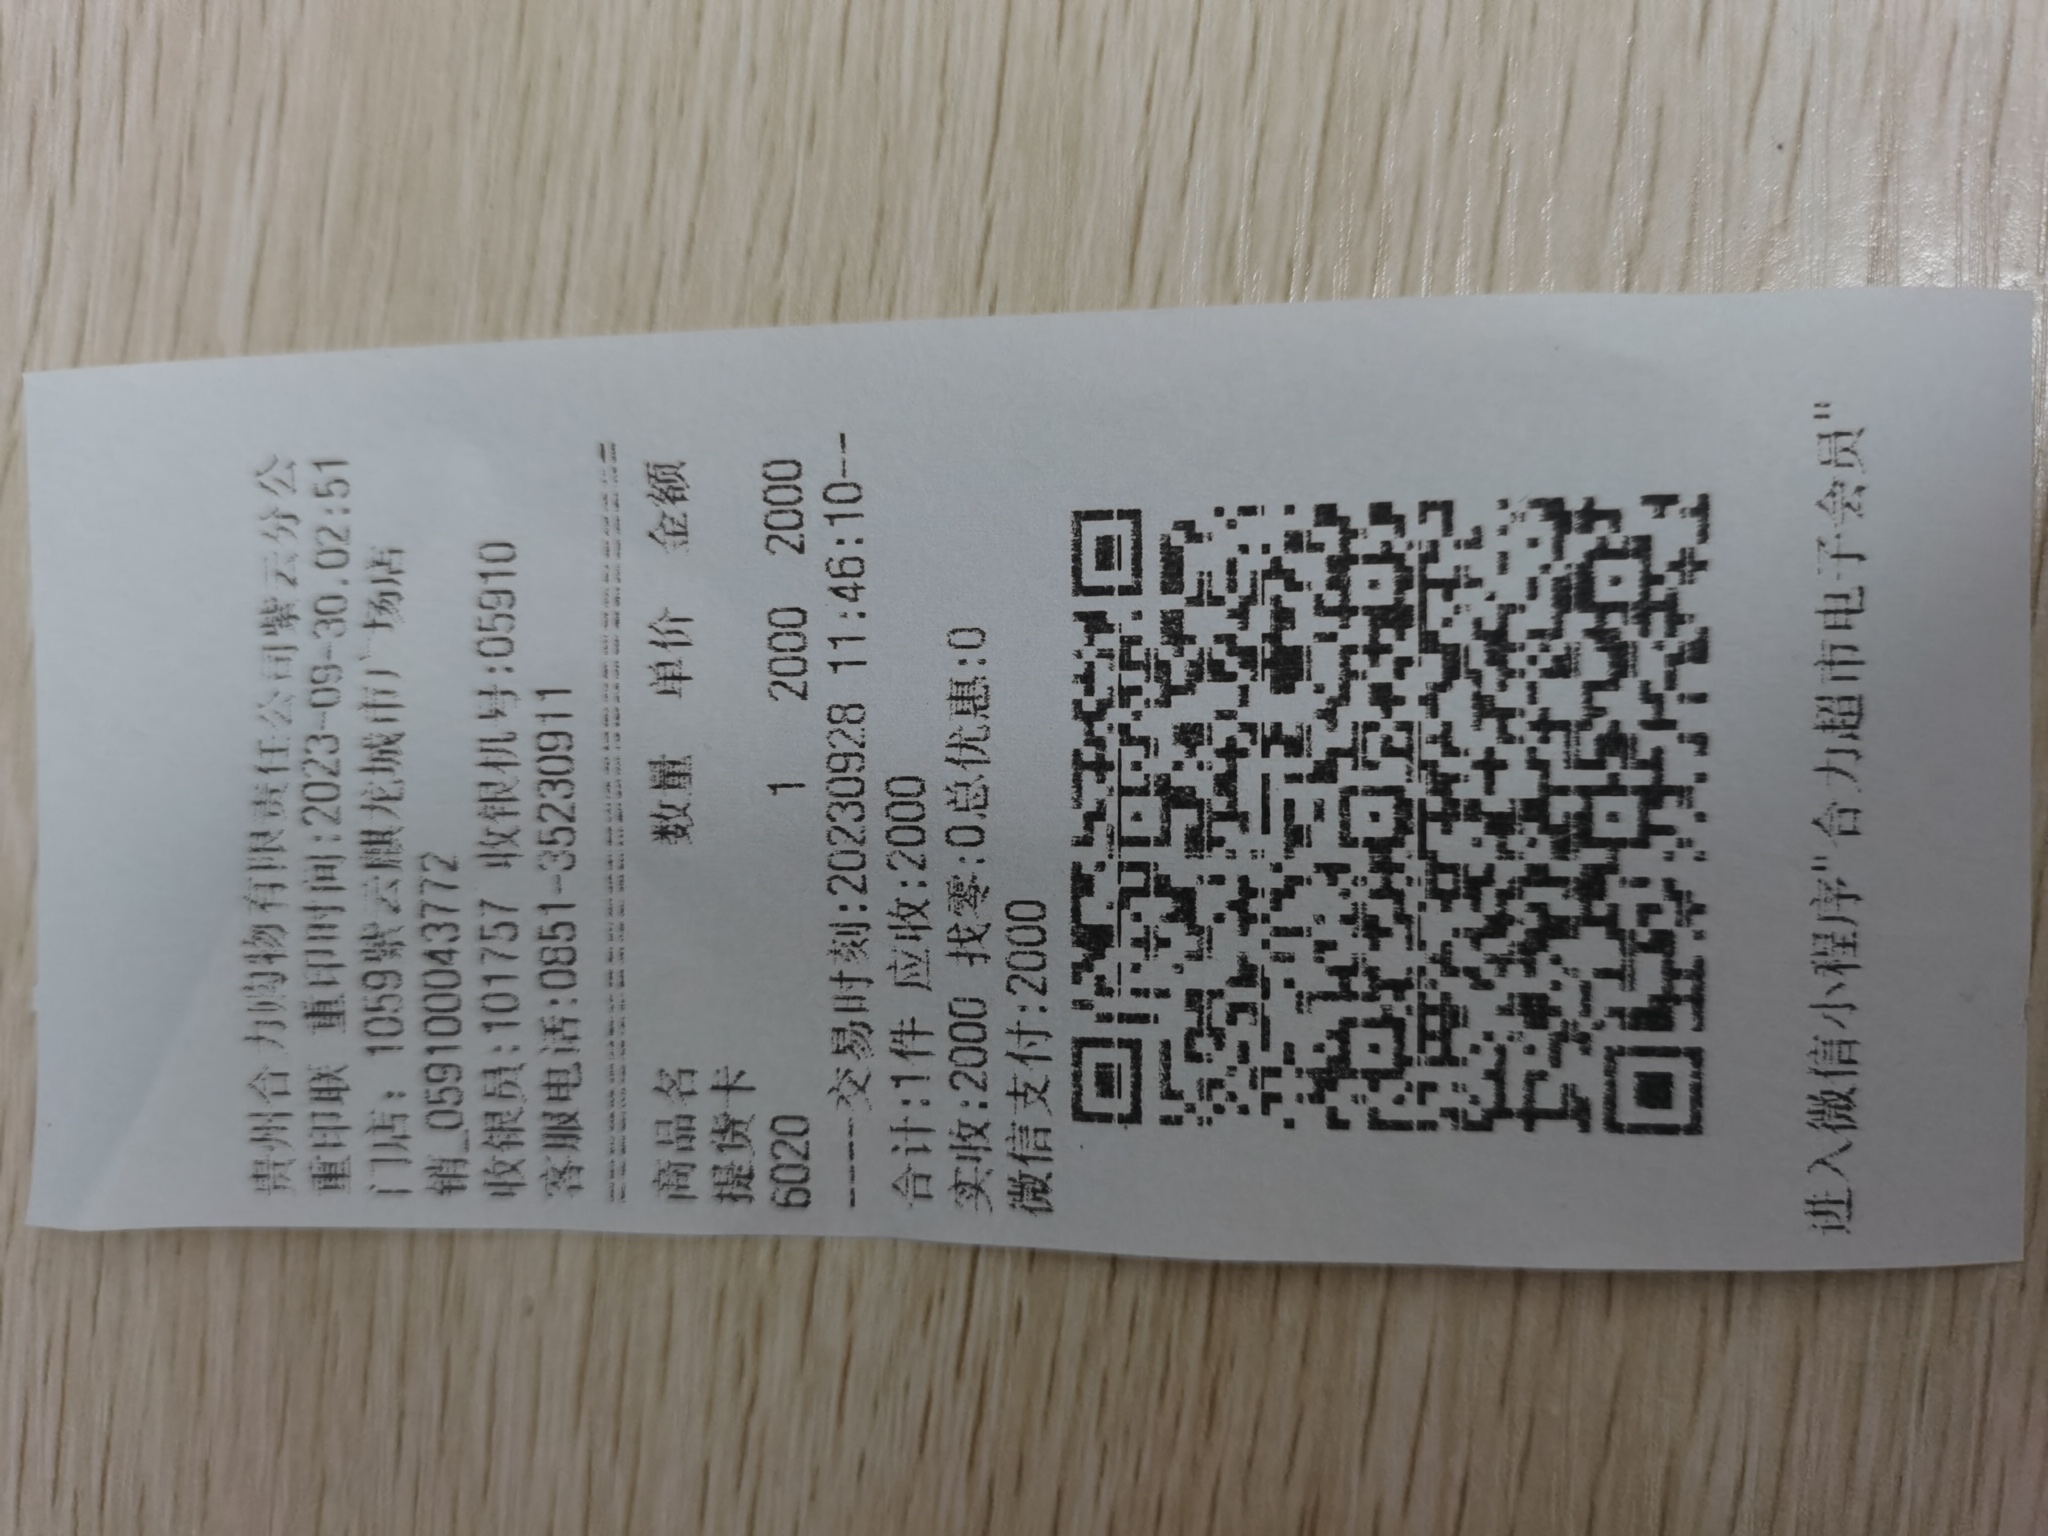 贵州合力购物有限责任公司紫云分公
重印联 重印时间:2023-09-30.02:51
门店: 1059紫云麒龙城市广场店
销_059100043772
收银员:101757 收银机号:05910
客服电话:0851-35230911
商品名 数量 单价 金额
提货卡
6020 1 2000 2000
-----交易时刻:20230928 11:46:10--
合计:1件 应收:2000
实收:2000 找零:0总优惠:0
微信支付:2000
进入微信小程序"合力超市电子会员"